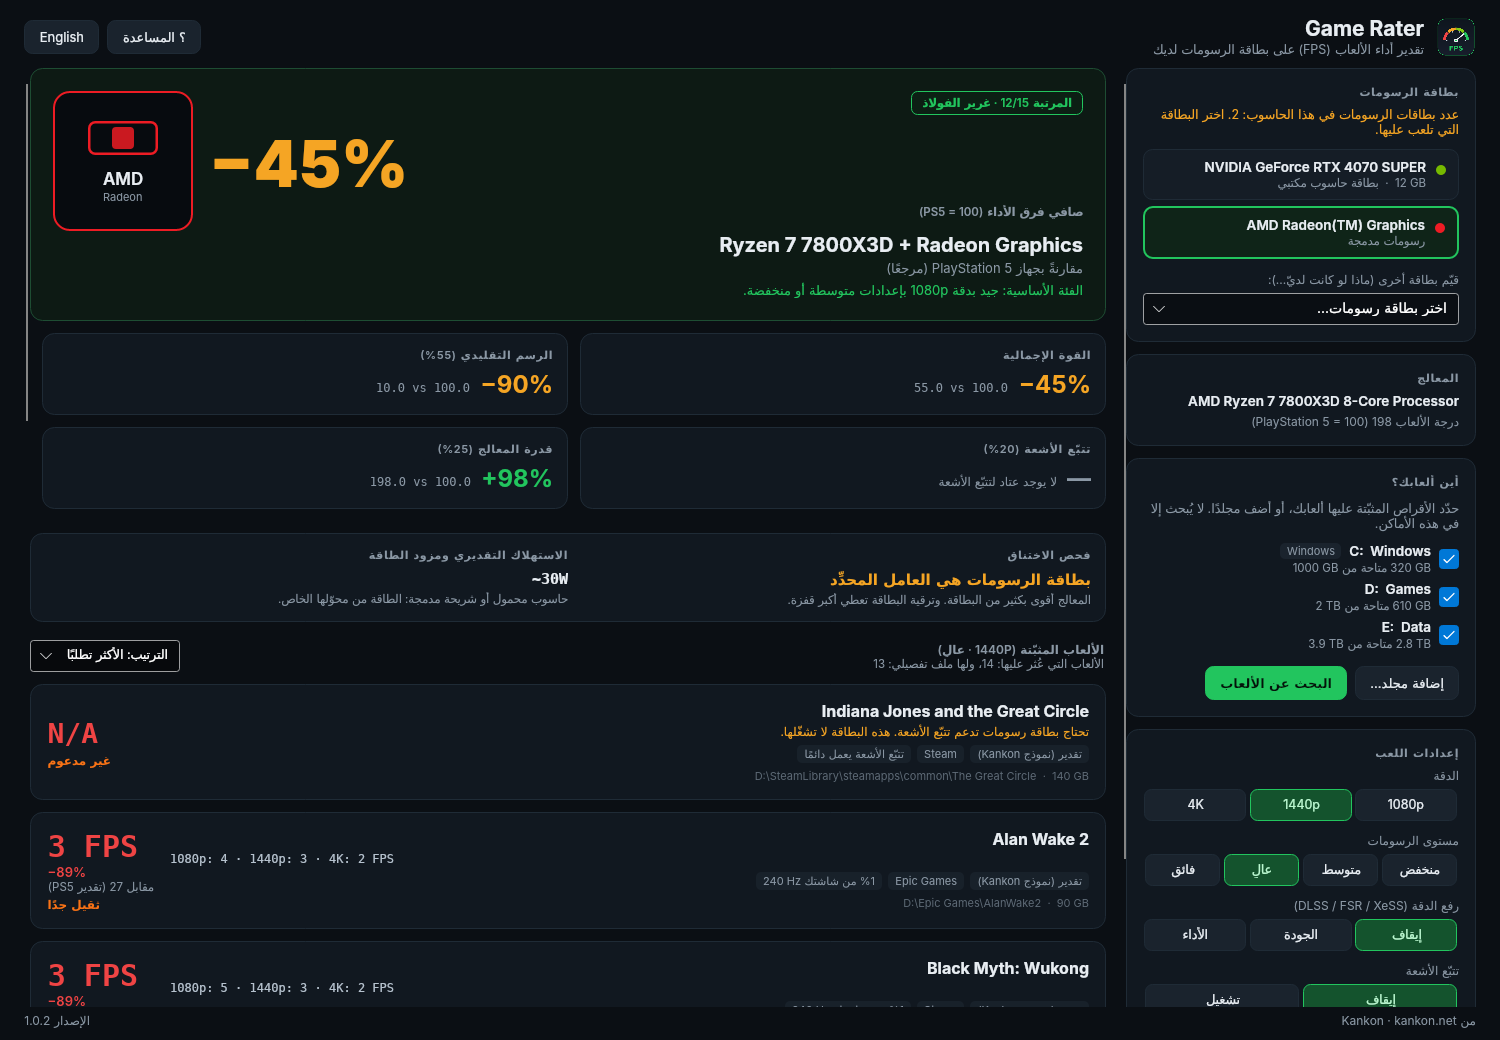 Game Rater
تقدير أداء الألعاب (FPS) على بطاقة الرسومات لديك
؟ المساعدة
English
بطاقة الرسومات
عدد بطاقات الرسومات في هذا الحاسوب: 2. اختر البطاقة
التي تلعب عليها.
NVIDIA GeForce RTX 4070 SUPER
12 GB · بطاقة حاسوب مكتبي
AMD Radeon(TM) Graphics
رسومات مدمجة
قيّم بطاقة أخرى (ماذا لو كانت لديّ...):
اختر بطاقة رسومات...
المعالج
AMD Ryzen 7 7800X3D 8-Core Processor
درجة الألعاب 198 (PlayStation 5 = 100)
أين ألعابك؟
حدّد الأقراص المثبّتة عليها ألعابك، أو أضف مجلدًا. لا يُبحث إلا
في هذه الأماكن.
C: Windows Windows
320 GB متاحة من 1000 GB
D: Games
610 GB متاحة من 2 TB
E: Data
2.8 TB متاحة من 3.9 TB
إضافة مجلد...
البحث عن الألعاب
إعدادات اللعب
الدقة
1080p 1440p 4K
مستوى الرسومات
منخفض متوسط عالٍ فائق
رفع الدقة (DLSS / FSR / XeSS)
إيقاف الجودة الأداء
تتبّع الأشعة
إيقاف تشغيل
المرتبة 12/15 · غرير الفولاذ
−45%
AMD
Radeon
صافي فرق الأداء (PS5 = 100)
Ryzen 7 7800X3D + Radeon Graphics
مقارنةً بجهاز PlayStation 5 (مرجعًا)
الفئة الأساسية: جيد بدقة 1080p بإعدادات متوسطة أو منخفضة.
القوة الإجمالية
−45% 55.0 vs 100.0
الرسم التقليدي (55%)
−90% 10.0 vs 100.0
تتبّع الأشعة (20%)
— لا يوجد عتاد لتتبّع الأشعة
قدرة المعالج (25%)
+98% 198.0 vs 100.0
فحص الاختناق
بطاقة الرسومات هي العامل المحدِّد
المعالج أقوى بكثير من البطاقة. وترقية البطاقة تعطي أكبر قفزة.
الاستهلاك التقديري ومزود الطاقة
~30W
حاسوب محمول أو شريحة مدمجة: الطاقة من محوّلها الخاص.
الألعاب المثبّتة (1440P · عالٍ)
الألعاب التي عُثر عليها: 14، ولها ملف تفصيلي: 13
الترتيب: الأكثر تطلبًا
Indiana Jones and the Great Circle
تحتاج بطاقة رسومات تدعم تتبّع الأشعة. هذه البطاقة لا تشغّلها.
تقدير (نموذج Kankon) Steam تتبّع الأشعة يعمل دائمًا
D:\SteamLibrary\steamapps\common\The Great Circle · 140 GB
N/A
غير مدعوم
Alan Wake 2
تقدير (نموذج Kankon) Epic Games 1% من شاشتك 240 Hz
D:\Epic Games\AlanWake2 · 90 GB
1080p: 4 · 1440p: 3 · 4K: 2 FPS
3 FPS
−89%
مقابل 27 (تقدير PS5)
ثقيل جدًا
Black Myth: Wukong
1080p: 5 · 1440p: 3 · 4K: 2 FPS
3 FPS
−89%
من Kankon · kankon.net
الإصدار 1.0.2